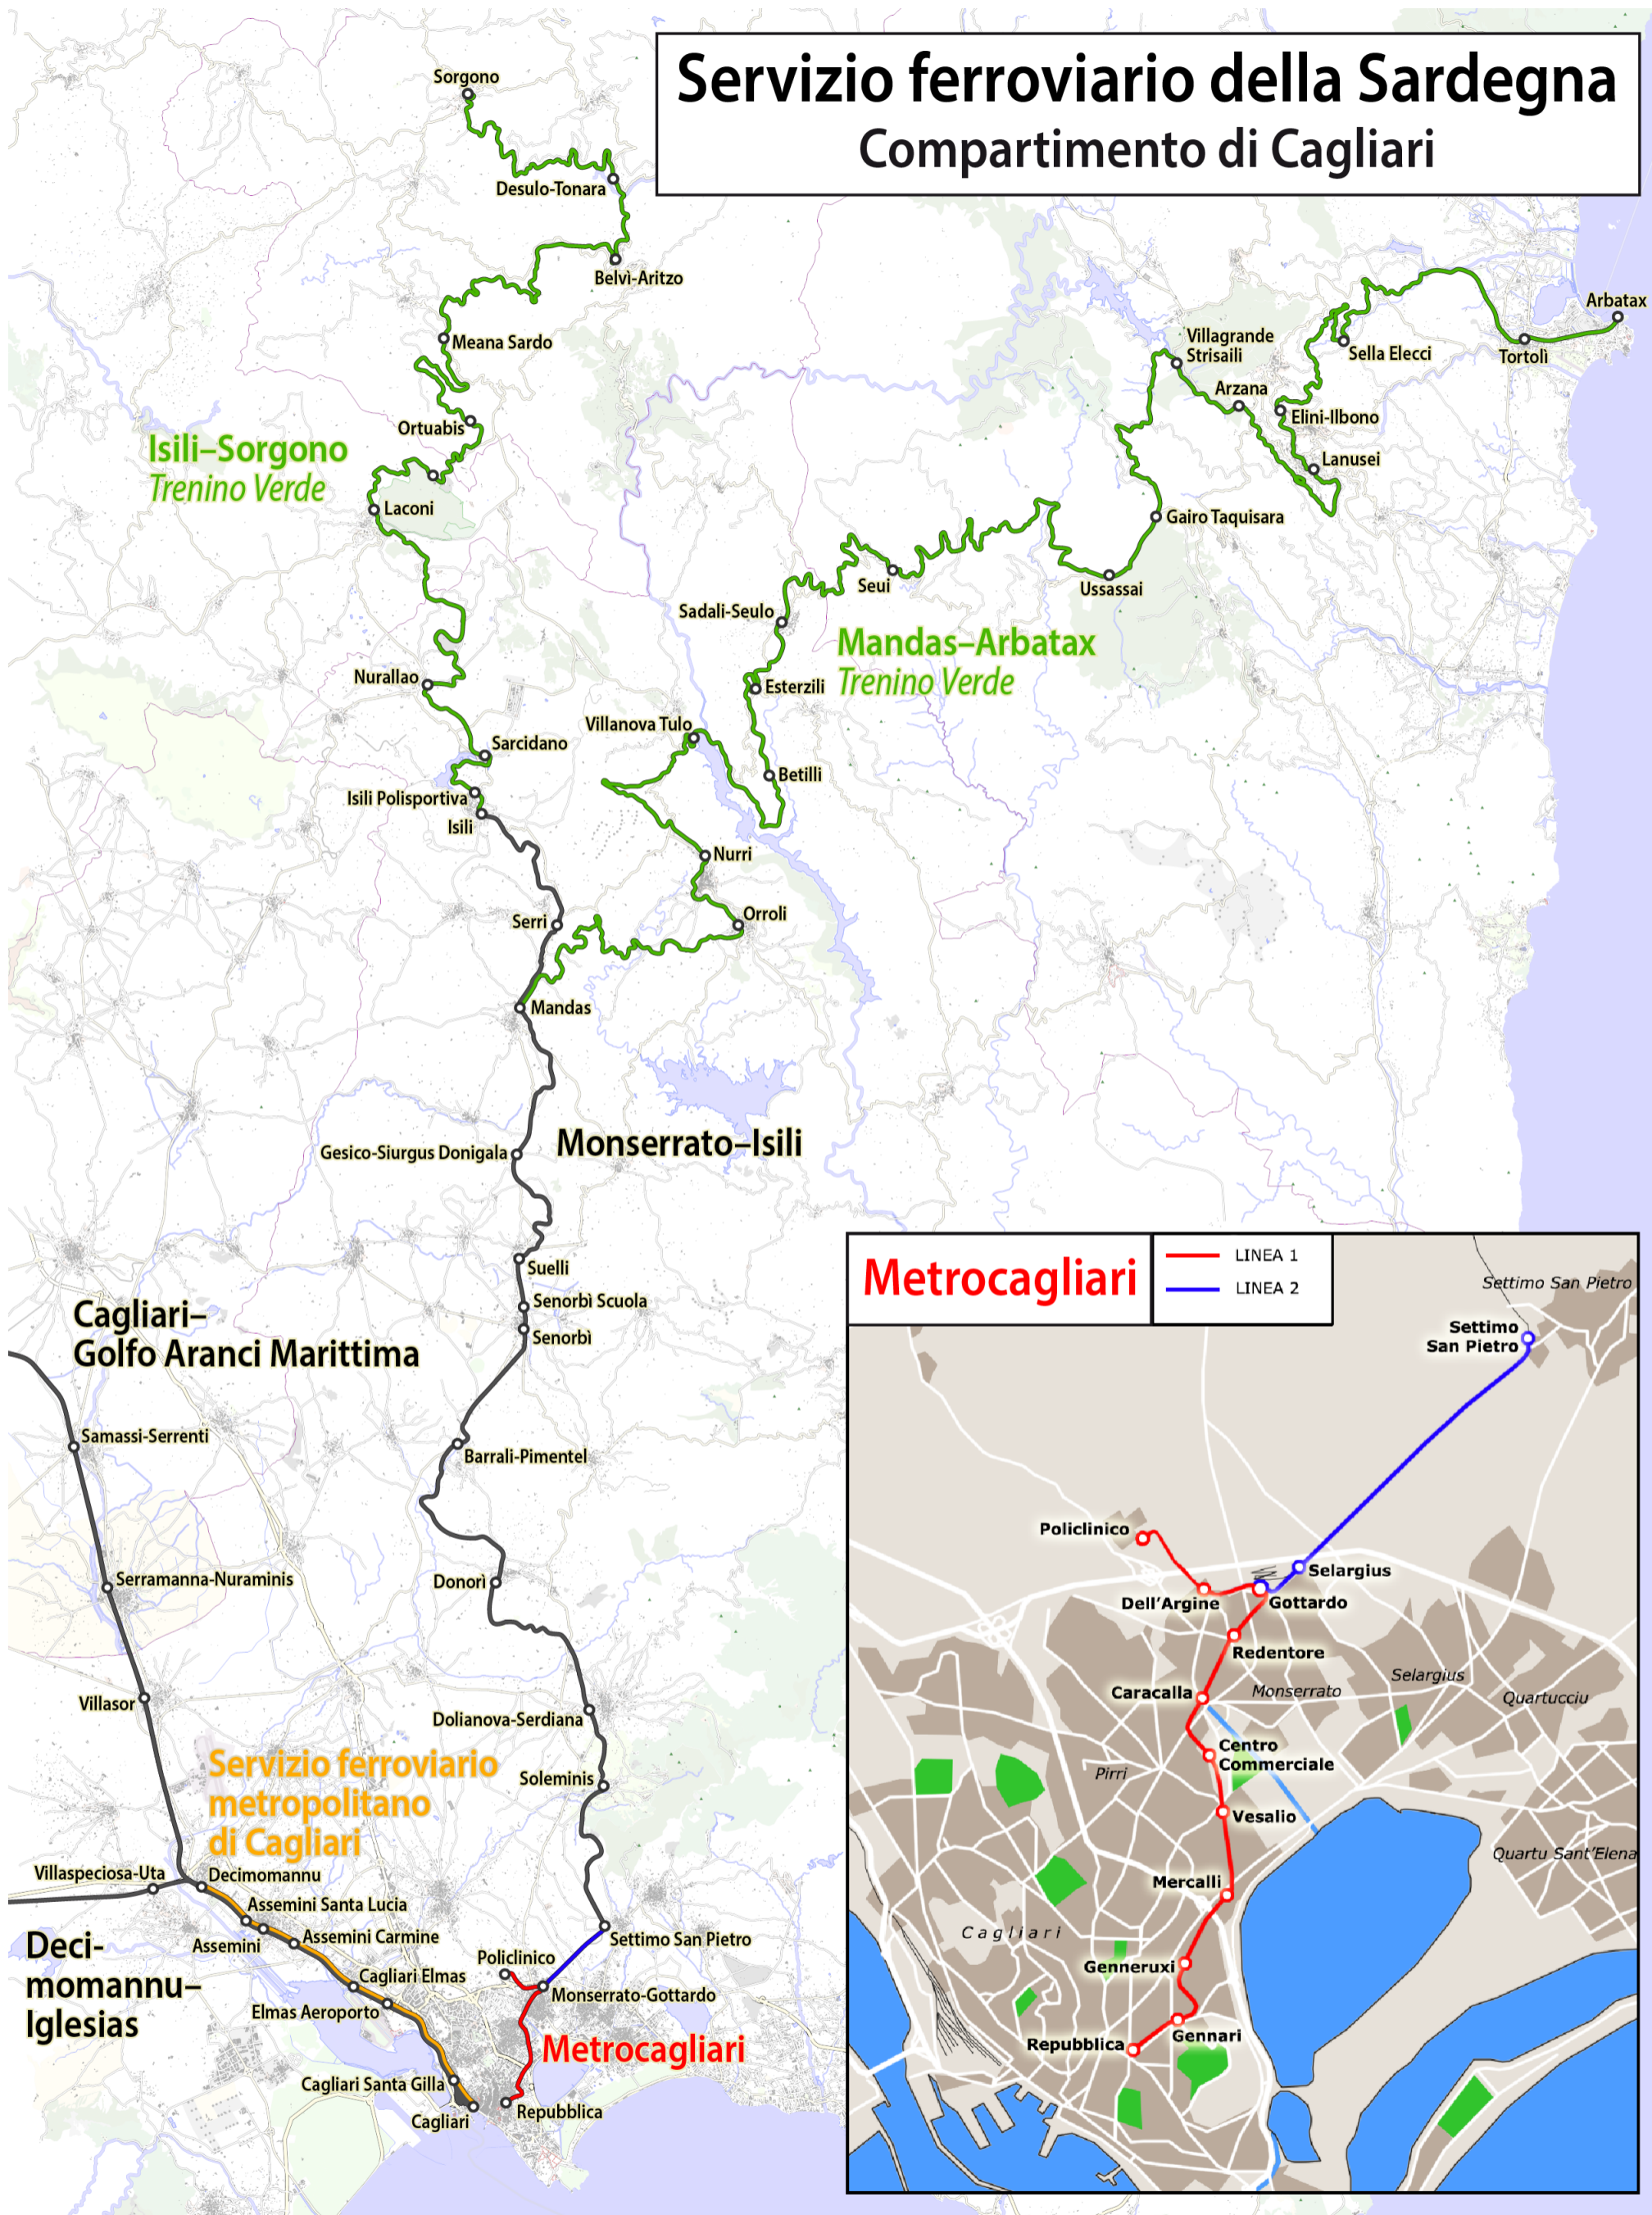 Servizio ferroviario della Sardegna
Compartimento di Cagliari
Sorgono
Desulo-Tonara
Belvì-Aritzo
Meana Sardo
Ortuabis
Isili–Sorgono
Trenino Verde
Laconi
Nurallao
Sarcidano
Isili Polisportiva
Isili
Serri
Mandas
Arbatax
Tortolì
Sella Elecci
Villagrande
Strisaili
Arzana
Elini-Ilbono
Lanusei
Gairo Taquisara
Ussassai
Seui
Sadali-Seulo
Mandas–Arbatax
Trenino Verde
Esterzili
Villanova Tulo
Betilli
Nurri
Orroli
Gesico-Siurgus Donigala
Monserrato–Isili
Suelli
Senorbì Scuola
Senorbì
Barrali-Pimentel
Donorì
Dolianova-Serdiana
Soleminis
Settimo San Pietro
Cagliari–
Golfo Aranci Marittima
Samassi-Serrenti
Serramanna-Nuraminis
Villasor
Servizio ferroviario
metropolitano
di Cagliari
Villaspeciosa-Uta
Decimomannu
Assemini Santa Lucia
Assemini
Assemini Carmine
Cagliari Elmas
Elmas Aeroporto
Cagliari Santa Gilla
Cagliari
Deci-
momannu–
Iglesias
Policlinico
Monserrato-Gottardo
Metrocagliari
Repubblica
Metrocagliari
LINEA 1
LINEA 2
Settimo San Pietro
Settimo
San Pietro
Policlinico
Selargius
Dell'Argine
Gottardo
Redentore
Selargius
Caracalla
Monserrato
Quartucciu
Centro
Commerciale
Pirri
Vesalio
Quartu Sant'Elena
Mercalli
Cagliari
Genneruxi
Gennari
Repubblica